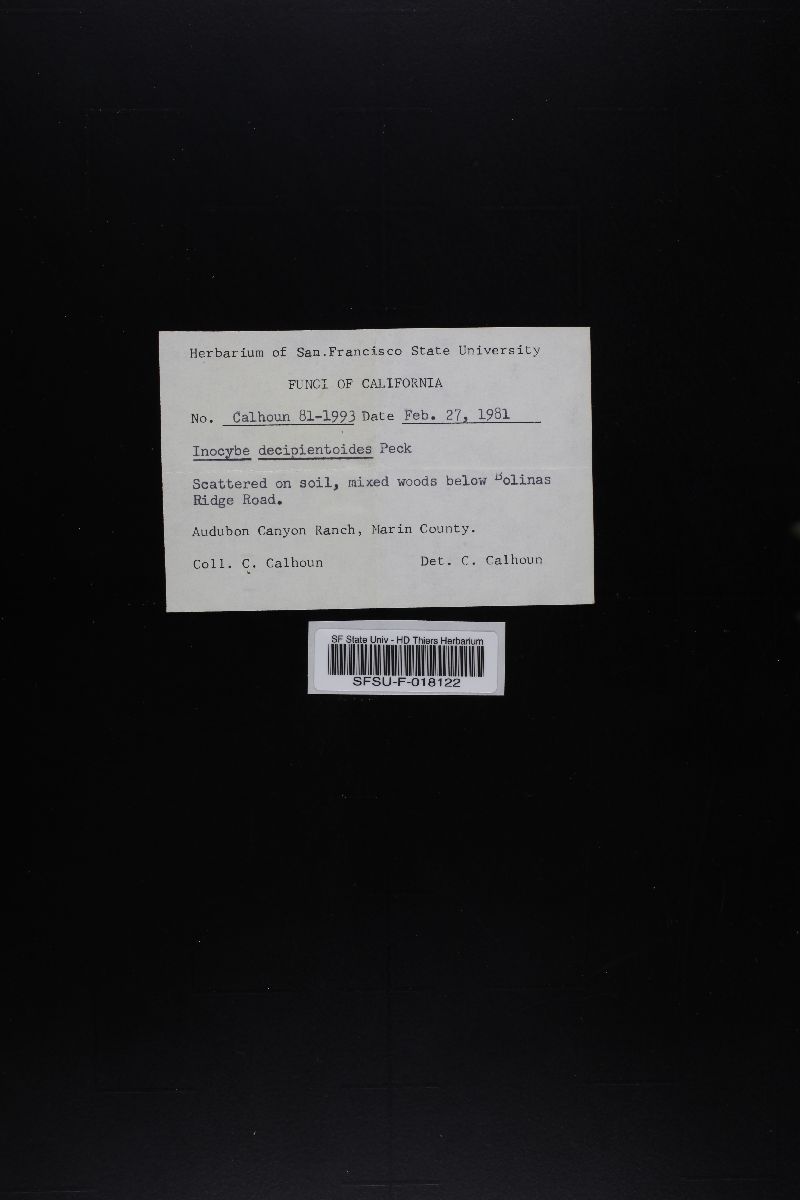 Herbarium of San.Francisco State University
FUNGI OF CALIFORNIA
No. Calhoun 81-1993 Date Feb. 27, 1981
Inocybe decipientoides Peck
Scattered on soil, mixed woods below Bolinas
Ridge Road.
Audubon Canyon Ranch, Marin County.
Coll. C. Calhoun Det. C. Calhoun
SF State Univ - HD Thiers Herbarium
SFSU-F-018122